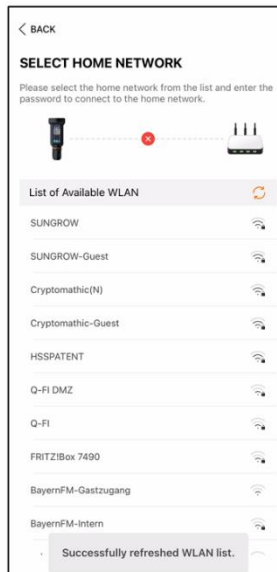 < BACK
SELECT HOME NETWORK
Please select the home network from the list and enter the
password to connect to the home network.
List of Available WLAN
SUNGROW
SUNGROW-Guest
Cryptomathic(N)
Cryptomathic-Guest
HSSPATENT
Q-FI DMZ
Q-FI
FRITZ!Box 7490
BayernFM-Gastzugang
BayernFM-Intern
Successfully refreshed WLAN list.